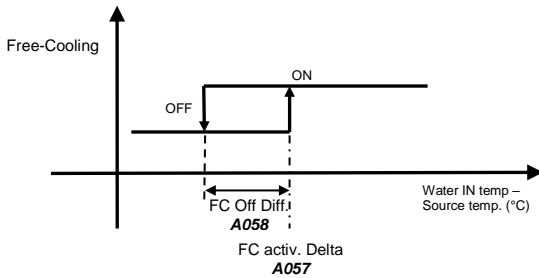 Free-Cooling
ON
OFF
Water IN temp –
Source temp. (°C)
FC Off Diff.
A058
FC activ. Delta
A057